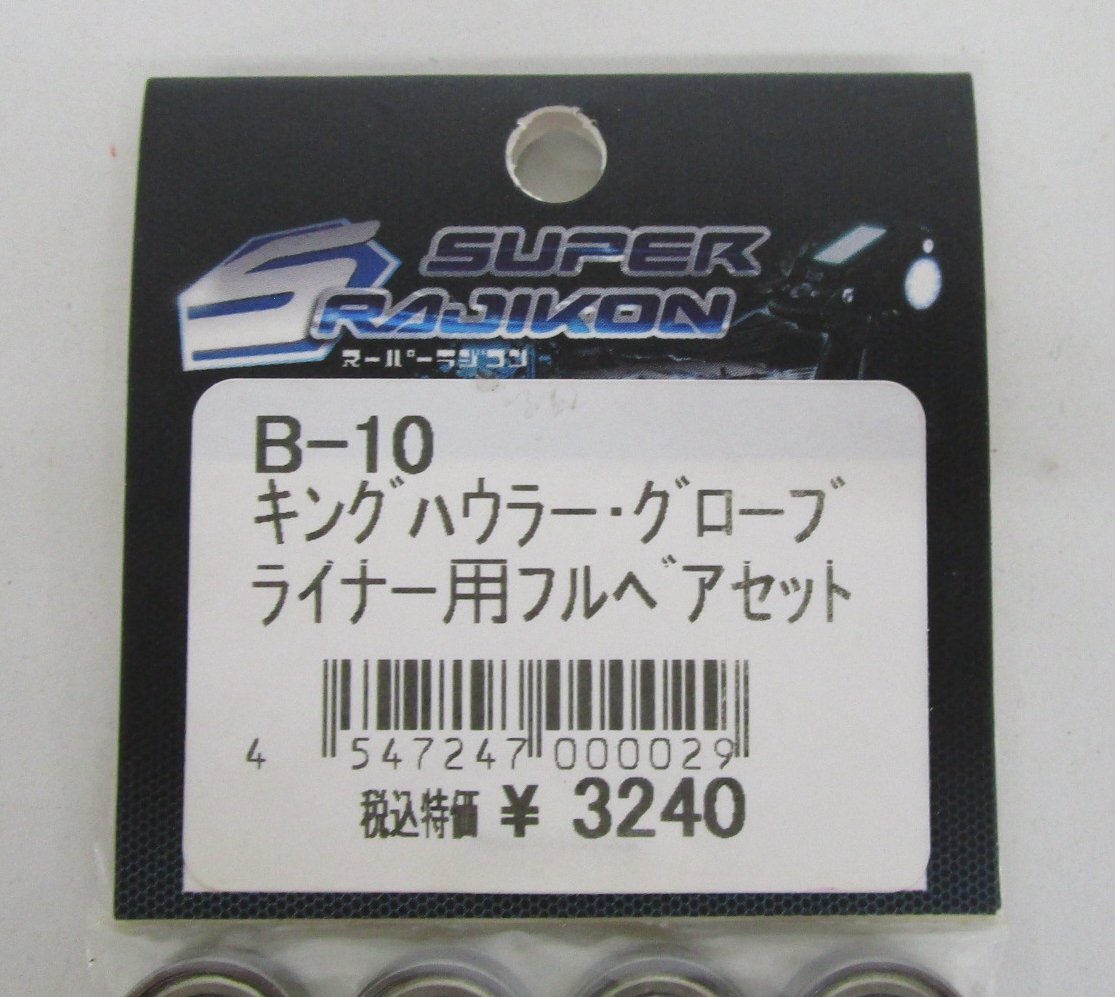 SUPER
RAJIKON
スーパーラジコン
B-10
キングハウラー・グローブ
ライナー用フルベアセット
4 547247 000029
税込特価 ¥ 3240